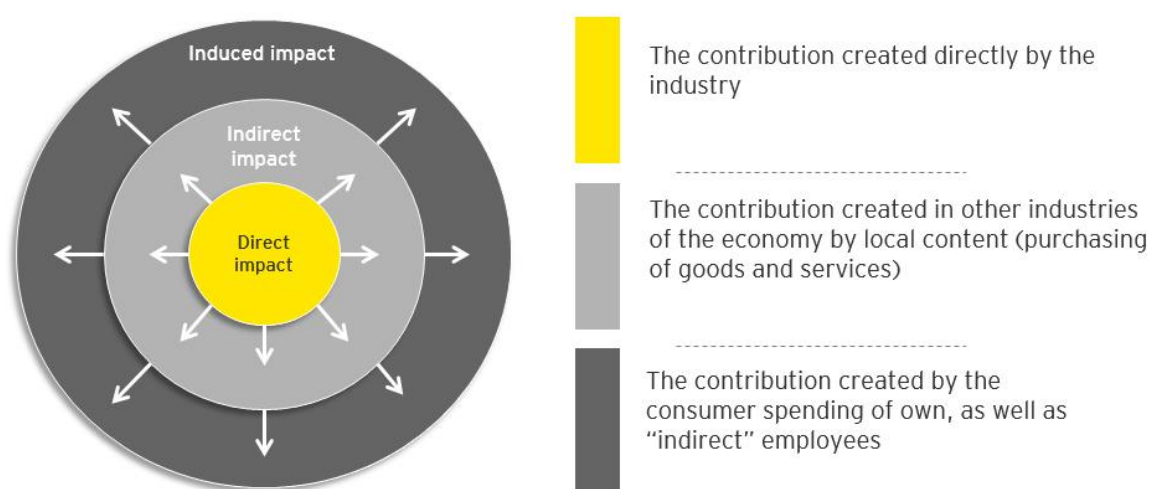 Induced impact
Indirect
impact
Direct
impact
The contribution created directly by the
industry
The contribution created in other industries
of the economy by local content (purchasing
of goods and services)
The contribution created by the
consumer spending of own, as well as
“indirect” employees